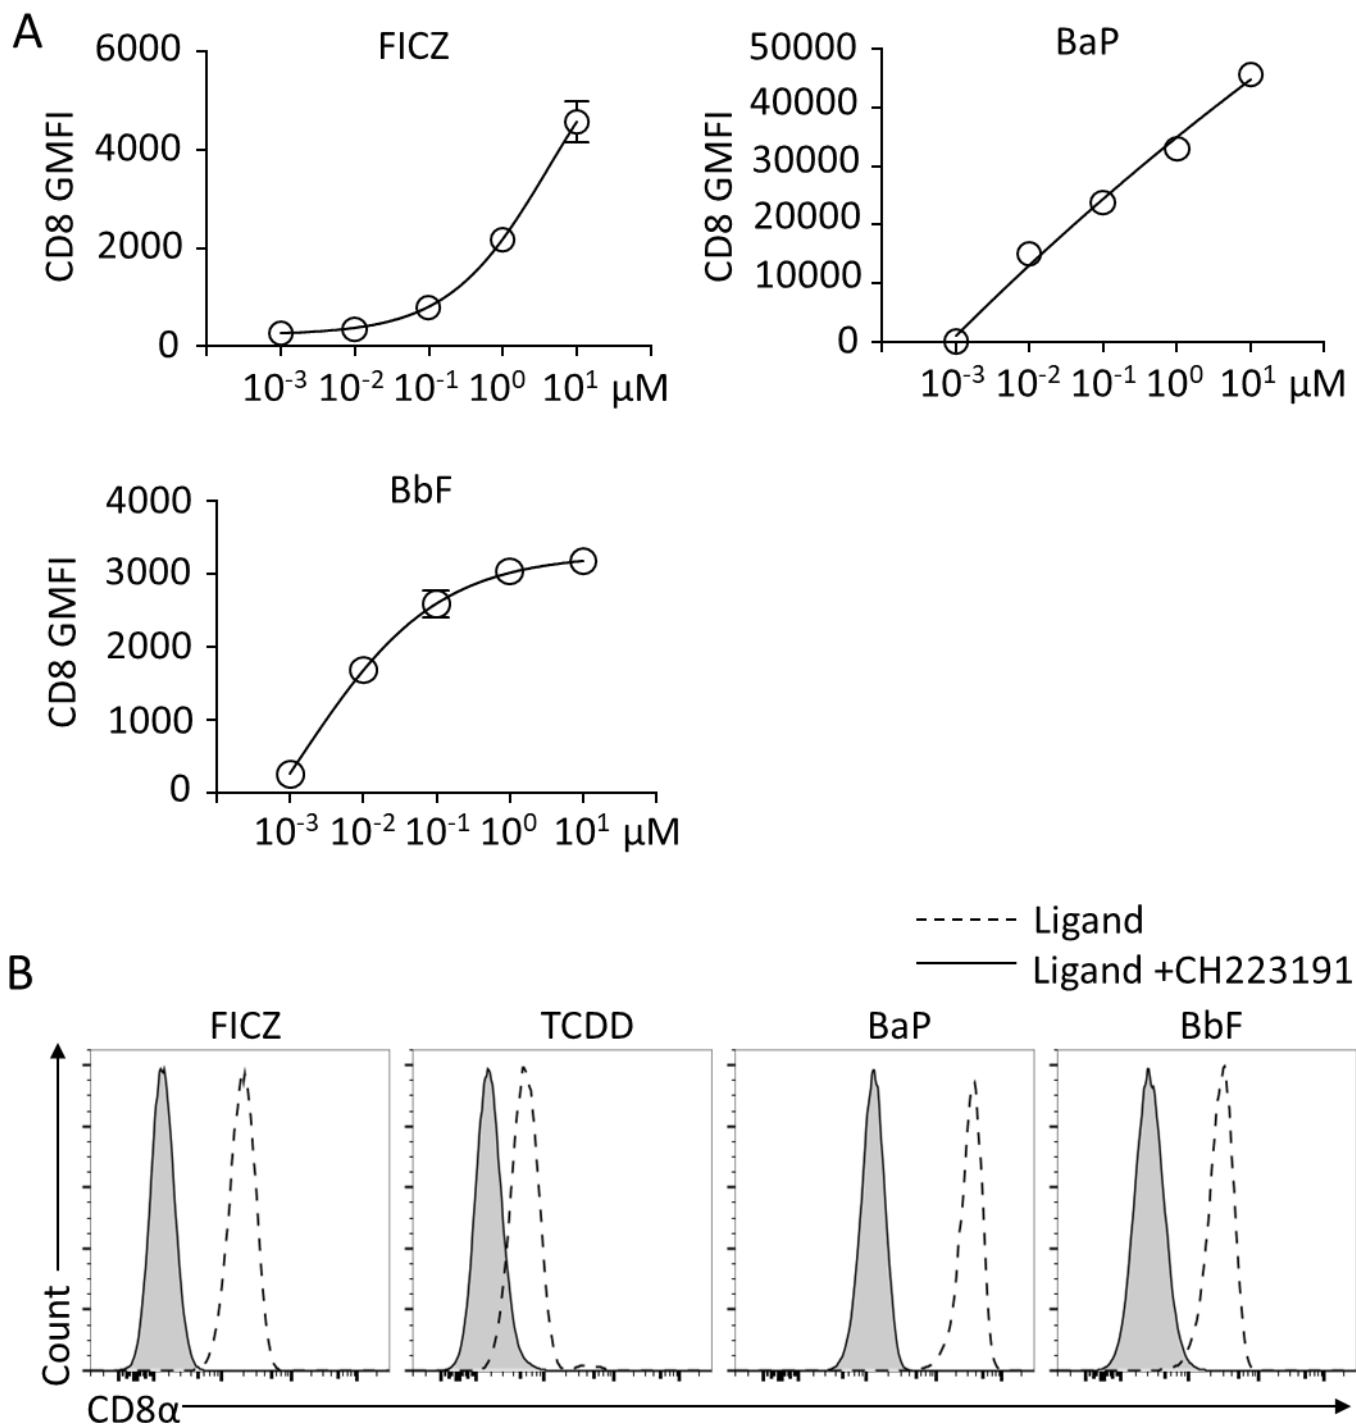 A
FICZ
CD8 GMFI
6000
4000
2000
0
10⁻³ 10⁻² 10⁻¹ 10⁰ 10¹ µM
BaP
CD8 GMFI
50000
40000
30000
20000
10000
0
10⁻³ 10⁻² 10⁻¹ 10⁰ 10¹ µM
BbF
CD8 GMFI
4000
3000
2000
1000
0
10⁻³ 10⁻² 10⁻¹ 10⁰ 10¹ µM
Ligand
Ligand +CH223191
B
FICZ TCDD BaP BbF
Count
CD8α